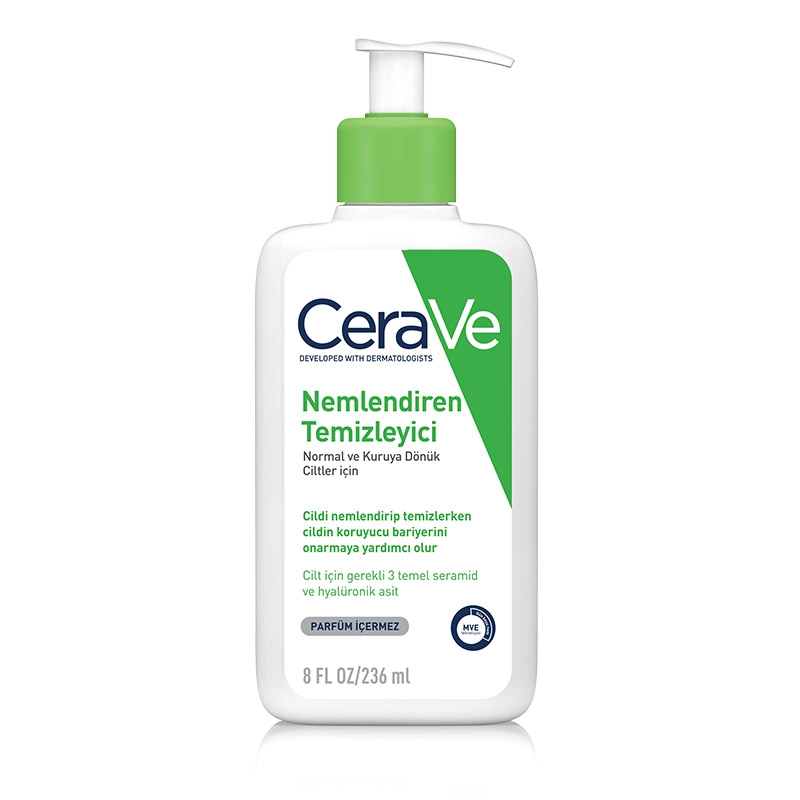 CeraVe
DEVELOPED WITH DERMATOLOGISTS
Nemlendiren
Temizleyici
Normal ve Kuruya Dönük
Ciltler için
Cildi nemlendirip temizlerken
cildin koruyucu bariyerini
onarmaya yardımcı olur
Cilt için gerekli 3 temel seramid
ve hyalüronik asit
PARFÜM İÇERMEZ
MVE
teknolojisi
8 FL OZ/236 ml